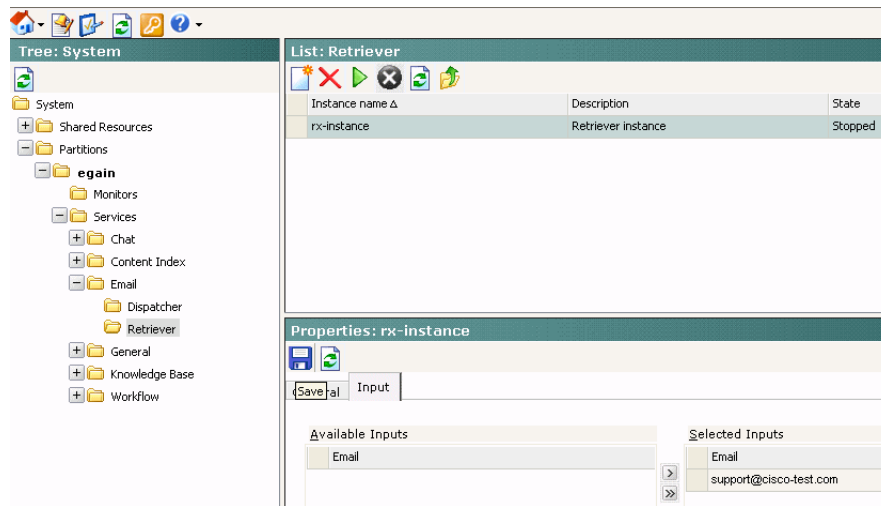 Tree: System
System
Shared Resources
Partitions
egain
Monitors
Services
Chat
Content Index
Email
Dispatcher
Retriever
General
Knowledge Base
Workflow
List: Retriever
Instance name Description State
rx-instance Retriever instance Stopped
Properties: rx-instance
Save
Input
Available Inputs Selected Inputs
Email Email
support@cisco-test.com